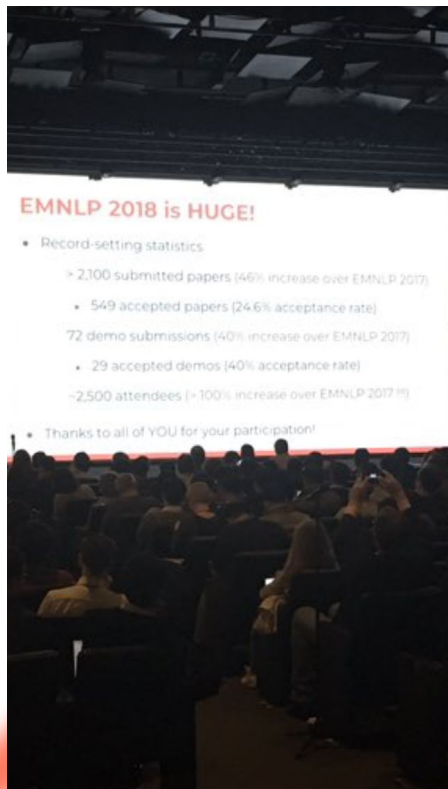 EMNLP 2018 is HUGE!
• Record-setting statistics
> 2,100 submitted papers (46% increase over EMNLP 2017)
• 549 accepted papers (24.6% acceptance rate)
72 demo submissions (40% increase over EMNLP 2017)
• 29 accepted demos (40% acceptance rate)
~2,500 attendees (> 100% increase over EMNLP 2017 !!!)
• Thanks to all of YOU for your participation!